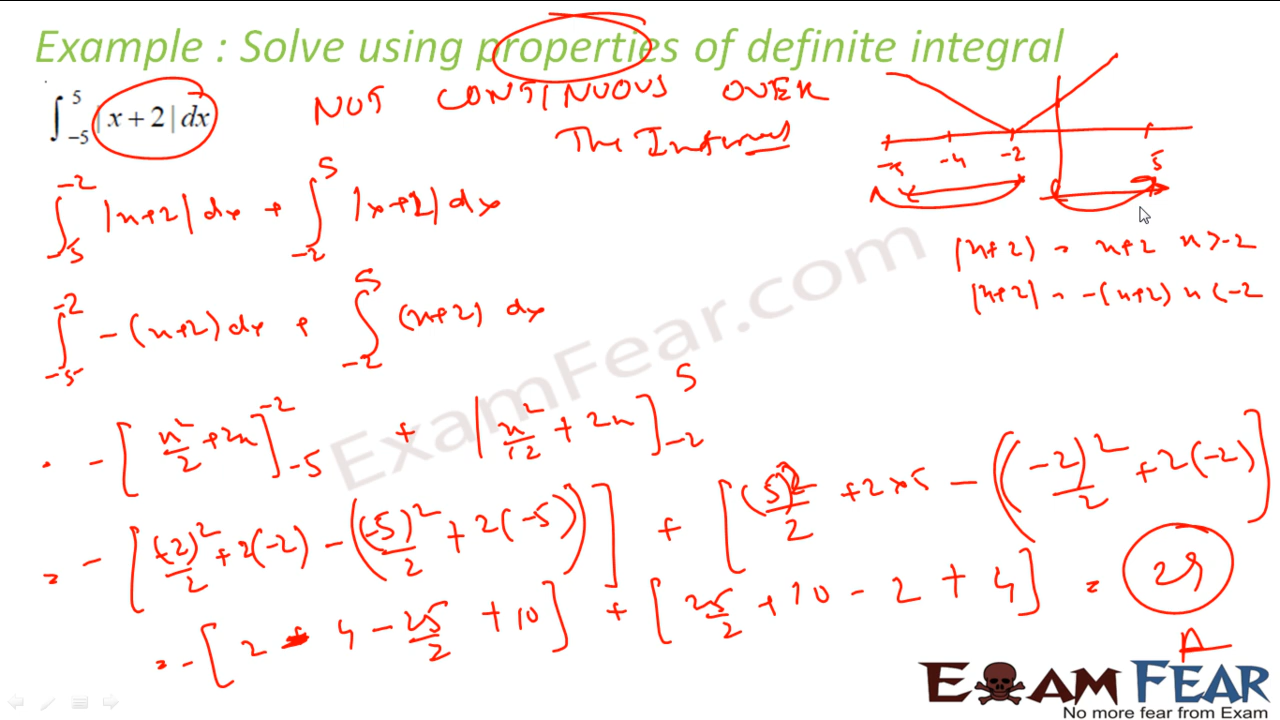 Example : Solve using properties of definite integral
∫_{-5}^{5} |x + 2| dx
NOT CONTINUOUS OVER
The Interval
-5 -4 -2 5
∫_{-5}^{-2} |x+2| dx + ∫_{-2}^{5} |x+2| dx
|x+2| = x+2 x>-2
|x+2| = -(x+2) x<-2
∫_{-5}^{-2} -(x+2) dx + ∫_{-2}^{5} (x+2) dx
= -[x²/2 + 2x]_{-5}^{-2} + [x²/2 + 2x]_{-2}^{5}
= -[(-2)²/2 + 2(-2) - ((-5)²/2 + 2(-5))] + [(5)²/2 + 2×5 - ((-2)²/2 + 2(-2))]
= -[2 - 4 - 25/2 + 10] + [25/2 + 10 - 2 + 4] = 29
A
ExamFear.com
EXAM FEAR
No more fear from Exam